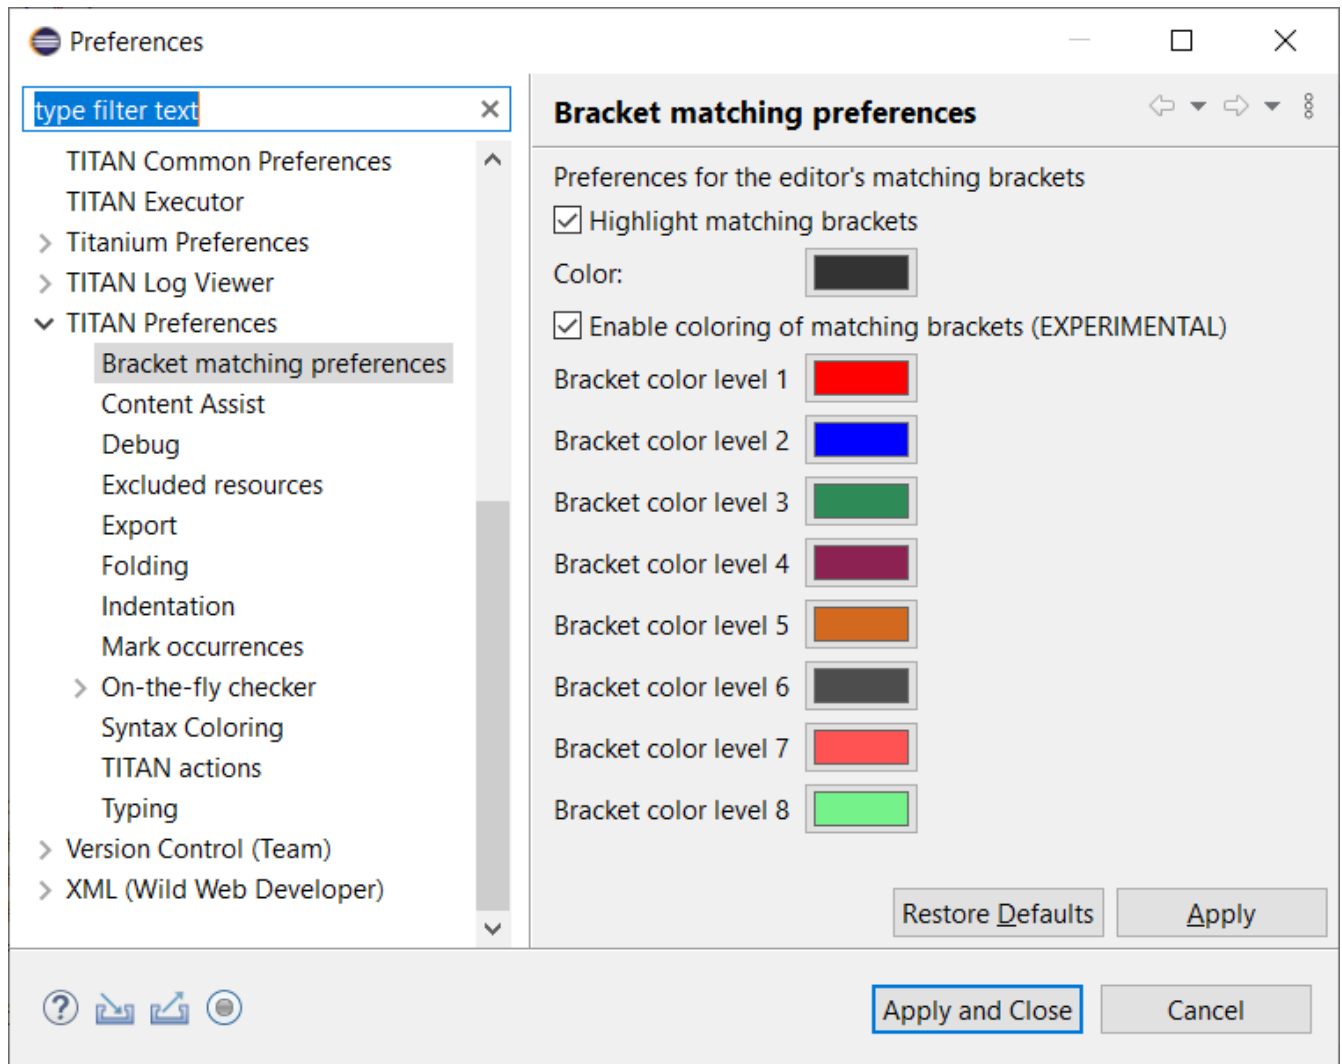 Preferences
type filter text
TITAN Common Preferences
TITAN Executor
Titanium Preferences
TITAN Log Viewer
TITAN Preferences
Bracket matching preferences
Content Assist
Debug
Excluded resources
Export
Folding
Indentation
Mark occurrences
On-the-fly checker
Syntax Coloring
TITAN actions
Typing
Version Control (Team)
XML (Wild Web Developer)
Bracket matching preferences
Preferences for the editor's matching brackets
Highlight matching brackets
Color:
Enable coloring of matching brackets (EXPERIMENTAL)
Bracket color level 1
Bracket color level 2
Bracket color level 3
Bracket color level 4
Bracket color level 5
Bracket color level 6
Bracket color level 7
Bracket color level 8
Restore Defaults Apply
Apply and Close Cancel